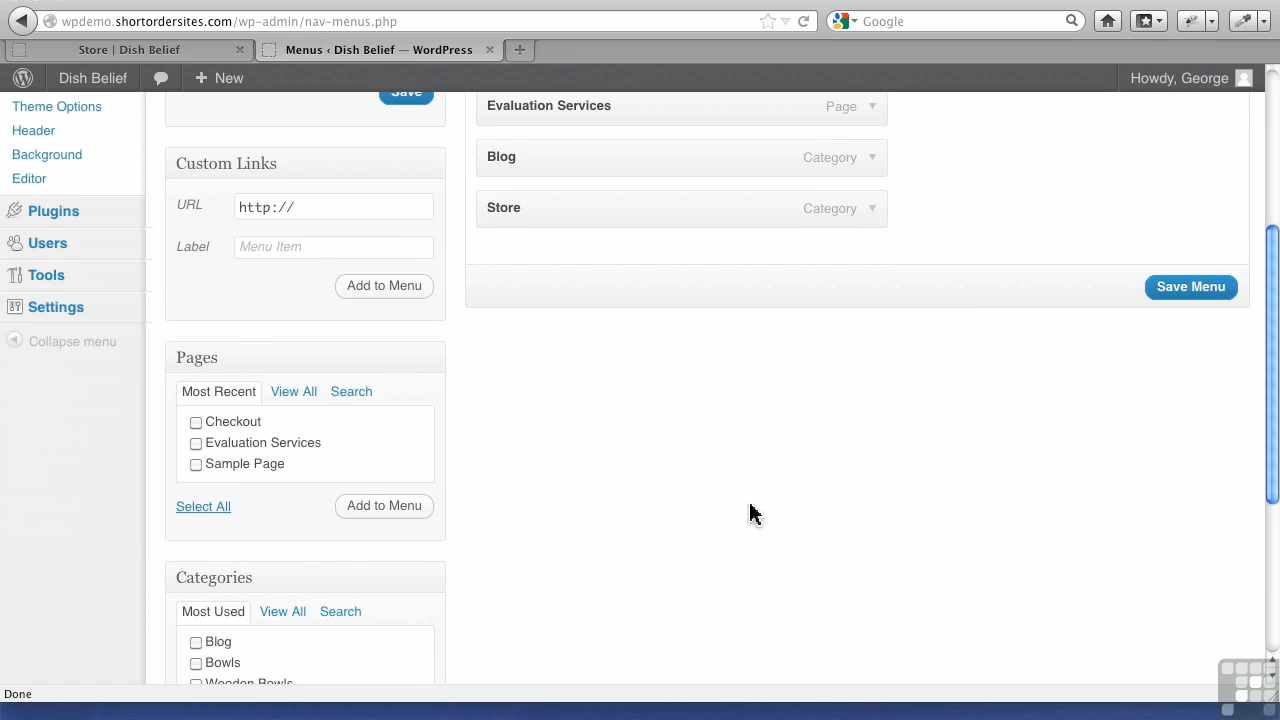 wpdemo.shortordersites.com/wp-admin/nav-menus.php
Google
Store | Dish Belief
Menus ‹ Dish Belief — WordPress
Dish Belief
New
Howdy, George
Theme Options
Header
Background
Editor
Plugins
Users
Tools
Settings
Collapse menu
Save
Custom Links
URL
http://
Label
Menu Item
Add to Menu
Pages
Most Recent
View All
Search
Checkout
Evaluation Services
Sample Page
Select All
Add to Menu
Categories
Most Used
View All
Search
Blog
Bowls
Wooden Bowls
Evaluation Services
Page
Blog
Category
Store
Category
Save Menu
Done